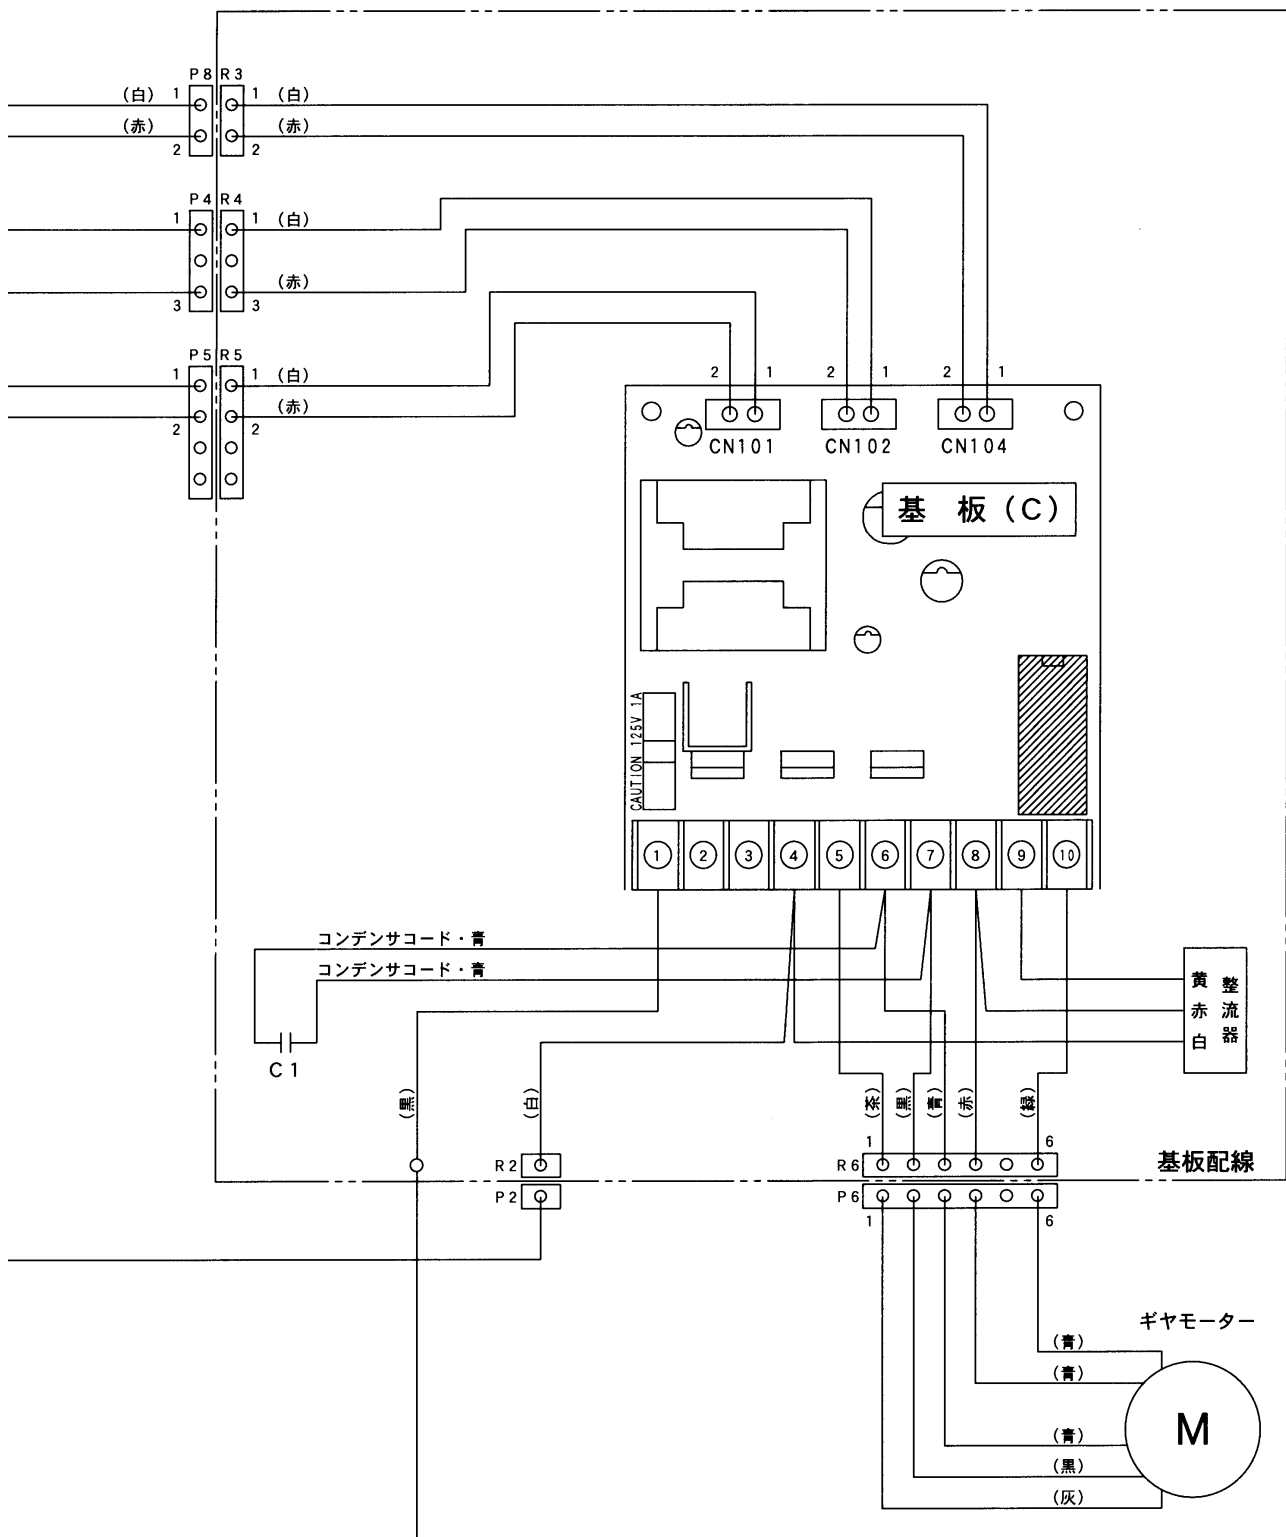 P8 R3
(白) 1 1 (白)
(赤) (赤)
2 2
P4 R4
1 1 (白)
(赤)
3 3
P5 R5
1 1 (白)
(赤)
2 2
2 1 2 1 2 1
CN101 CN102 CN104
基 板(C)
CAUTION 125V 1A
① ② ③ ④ ⑤ ⑥ ⑦ ⑧ ⑨ ⑩
コンデンサコード・青
コンデンサコード・青
C1
黄
赤
白
整流器
(黒) (白) (茶) (黒) (青) (赤) (緑)
1 6
R2 R6
基板配線
P2 P6
1 6
ギヤモーター
(青)
(青)
M
(青)
(黒)
(灰)